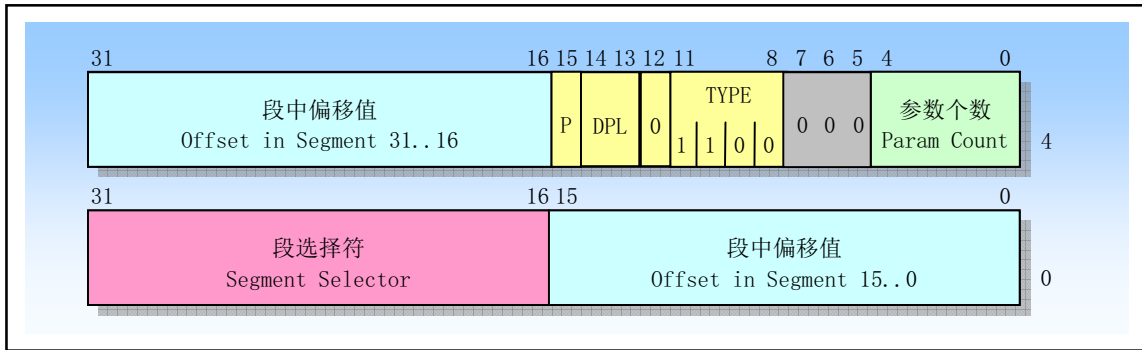 31 16 15 14 13 12 11 8 7 6 5 4 0
段中偏移值
Offset in Segment 31..16
P
DPL
0
TYPE
1 1 0 0
0 0 0
参数个数
Param Count
4
31 16 15 0
段选择符
Segment Selector
段中偏移值
Offset in Segment 15..0
0